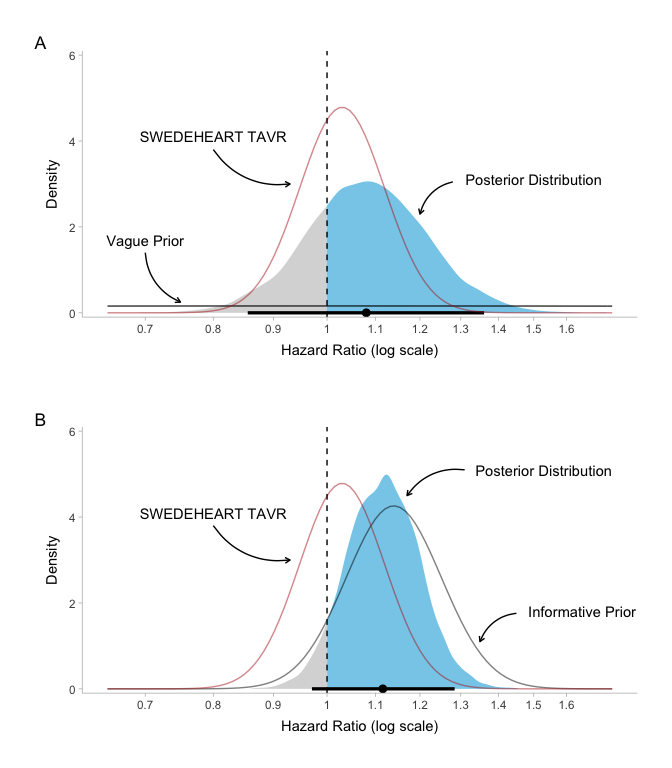 A
6
4
2
0
Density
SWEDEHEART TAVR
Posterior Distribution
Vague Prior
0.7 0.8 0.9 1 1.1 1.2 1.3 1.4 1.5 1.6
Hazard Ratio (log scale)
B
6
4
2
0
Density
Posterior Distribution
SWEDEHEART TAVR
Informative Prior
0.7 0.8 0.9 1 1.1 1.2 1.3 1.4 1.5 1.6
Hazard Ratio (log scale)